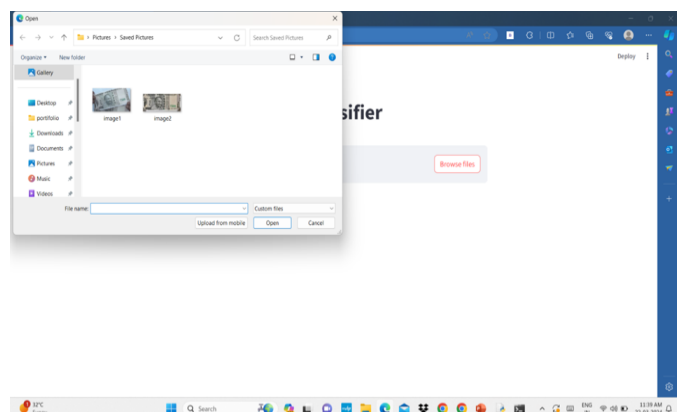 Open
Pictures > Saved Pictures
Search Saved Pictures
Organize
New folder
Deploy
Gallery
Desktop
portifolio
Downloads
Documents
Pictures
Music
Videos
image1
image2
sifier
Browse files
File name:
Custom files
Upload from mobile
Open
Cancel
32°C
Search
ENG
11:39 AM